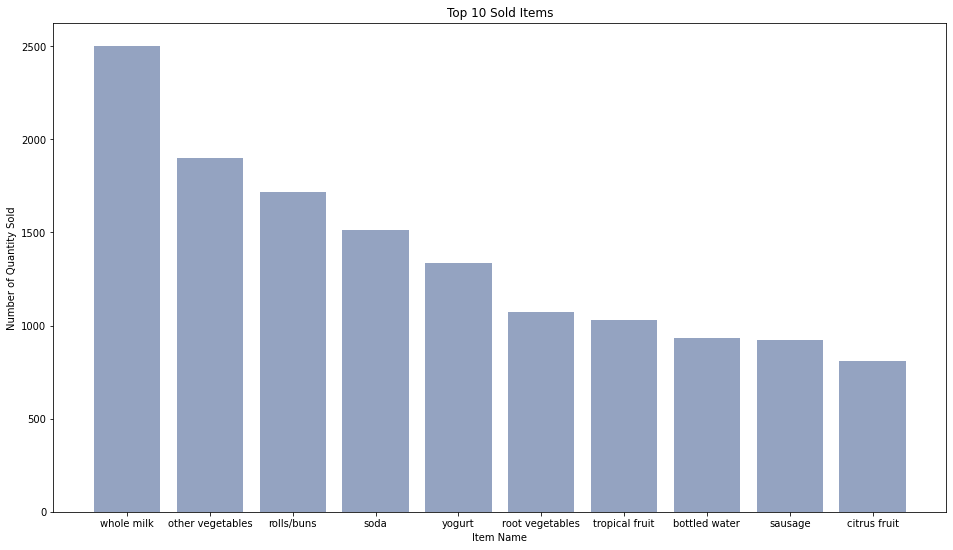 Top 10 Sold Items
Number of Quantity Sold
2500
2000
1500
1000
500
0
whole milk other vegetables rolls/buns soda yogurt root vegetables tropical fruit bottled water sausage citrus fruit
Item Name